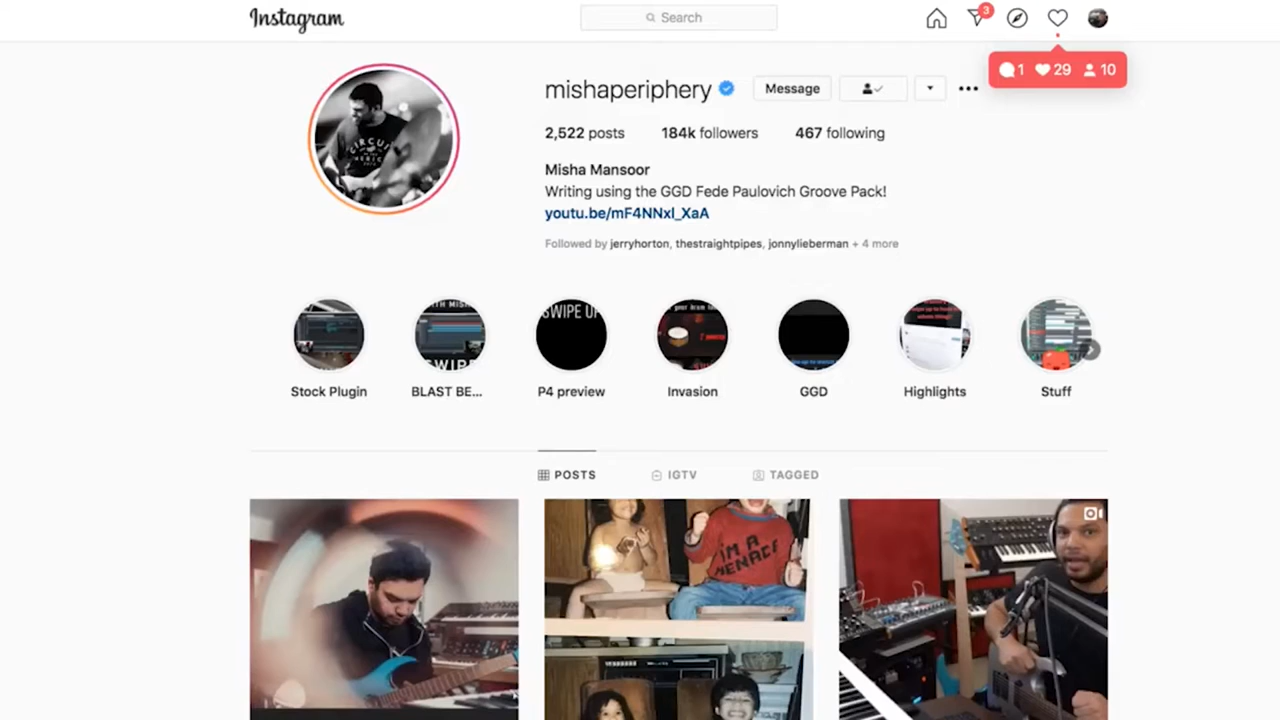 Instagram
Search
3
1 29 10
mishaperiphery Message
2,522 posts 184k followers 467 following
Misha Mansoor
Writing using the GGD Fede Paulovich Groove Pack!
youtu.be/mF4NNxl_XaA
Followed by jerryhorton, thestraightpipes, jonnylieberman + 4 more
CIRCUS
SWIPE UP
SWIPE
Stock Plugin BLAST BE... P4 preview Invasion GGD Highlights Stuff
POSTS IGTV TAGGED
I'M A
MENACE